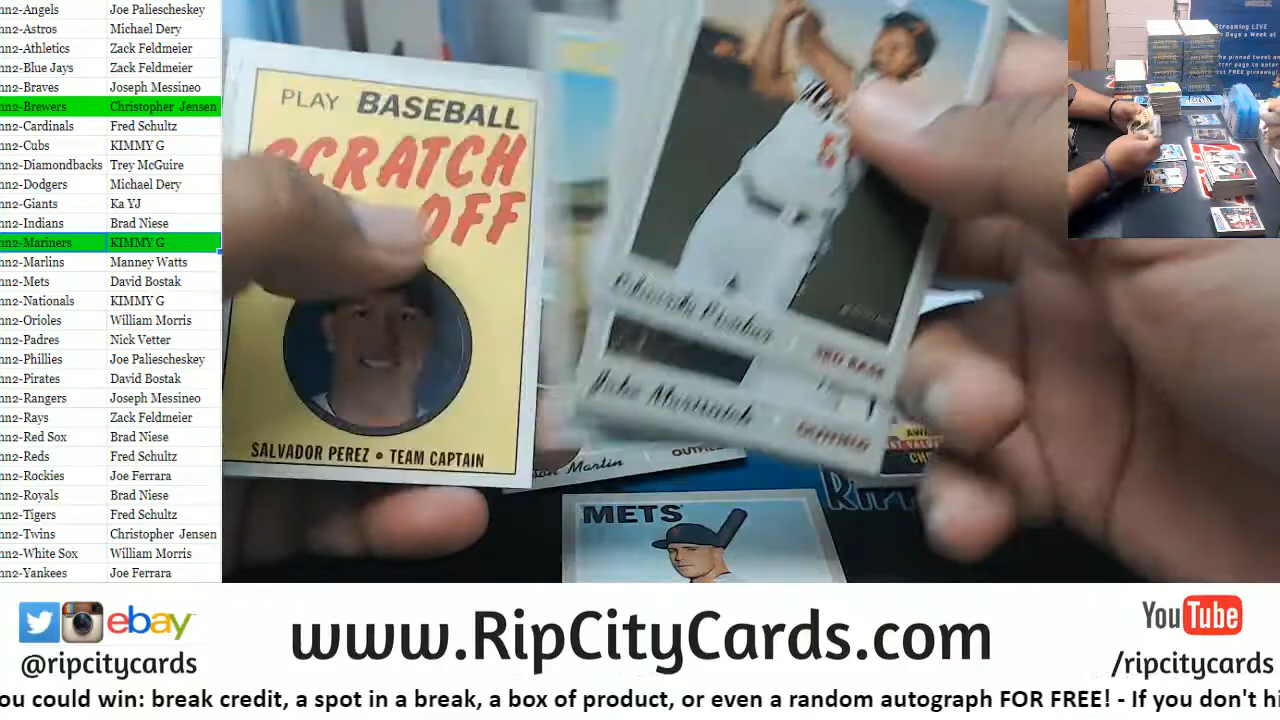 nn2-Angels Joe Paliescheskey
nn2-Astros Michael Dery
nn2-Athletics Zack Feldmeier
nn2-Blue Jays Zack Feldmeier
nn2-Braves Joseph Messineo
nn2-Brewers Christopher Jensen
nn2-Cardinals Fred Schultz
nn2-Cubs KIMMY G
nn2-Diamondbacks Trey McGuire
nn2-Dodgers Michael Dery
nn2-Giants Ka YJ
nn2-Indians Brad Niese
nn2-Mariners KIMMY G
nn2-Marlins Manney Watts
nn2-Mets David Bostak
nn2-Nationals KIMMY G
nn2-Orioles William Morris
nn2-Padres Nick Vetter
nn2-Phillies Joe Paliescheskey
nn2-Pirates David Bostak
nn2-Rangers Joseph Messineo
nn2-Rays Zack Feldmeier
nn2-Red Sox Brad Niese
nn2-Reds Fred Schultz
nn2-Rockies Joe Ferrara
nn2-Royals Brad Niese
nn2-Tigers Fred Schultz
nn2-Twins Christopher Jensen
nn2-White Sox William Morris
nn2-Yankees Joe Ferrara
PLAY BASEBALL
SCRATCH
OFF
SALVADOR PEREZ • TEAM CAPTAIN
3RD BASE
OUTFIELD
Martin
METS
ebay
@ripcitycards
www.RipCityCards.com
YouTube
/ripcitycards
ou could win: break credit, a spot in a break, a box of product, or even a random autograph FOR FREE! - If you don't hi